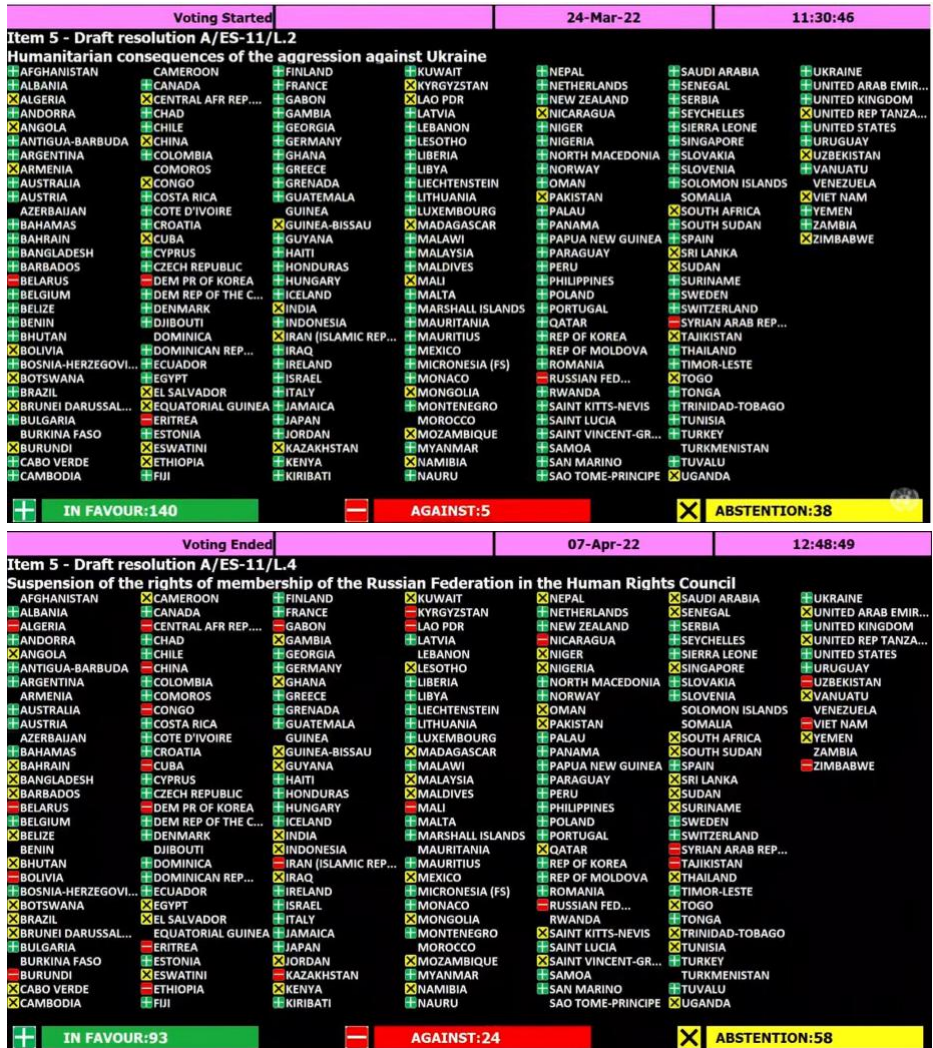 Voting Started
24-Mar-22
11:30:46
Item 5 - Draft resolution A/ES-11/L.2
Humanitarian consequences of the aggression against Ukraine
AFGHANISTAN
ALBANIA
ALGERIA
ANDORRA
ANGOLA
ANTIGUA-BARBUDA
ARGENTINA
ARMENIA
AUSTRALIA
AUSTRIA
AZERBAIJAN
BAHAMAS
BAHRAIN
BANGLADESH
BARBADOS
BELARUS
BELGIUM
BELIZE
BENIN
BHUTAN
BOLIVIA
BOSNIA-HERZEGOVI...
BOTSWANA
BRAZIL
BRUNEI DARUSSAL...
BULGARIA
BURKINA FASO
BURUNDI
CABO VERDE
CAMBODIA
CAMEROON
CANADA
CENTRAL AFR REP....
CHAD
CHILE
CHINA
COLOMBIA
COMOROS
CONGO
COSTA RICA
COTE D'IVOIRE
CROATIA
CUBA
CYPRUS
CZECH REPUBLIC
DEM PR OF KOREA
DEM REP OF THE C...
DENMARK
DJIBOUTI
DOMINICA
DOMINICAN REP...
ECUADOR
EGYPT
EL SALVADOR
EQUATORIAL GUINEA
ERITREA
ESTONIA
ESWATINI
ETHIOPIA
FIJI
FINLAND
FRANCE
GABON
GAMBIA
GEORGIA
GERMANY
GHANA
GREECE
GRENADA
GUATEMALA
GUINEA
GUINEA-BISSAU
GUYANA
HAITI
HONDURAS
HUNGARY
ICELAND
INDIA
INDONESIA
IRAN (ISLAMIC REP...
IRAQ
IRELAND
ISRAEL
ITALY
JAMAICA
JAPAN
JORDAN
KAZAKHSTAN
KENYA
KIRIBATI
KUWAIT
KYRGYZSTAN
LAO PDR
LATVIA
LEBANON
LESOTHO
LIBERIA
LIBYA
LIECHTENSTEIN
LITHUANIA
LUXEMBOURG
MADAGASCAR
MALAWI
MALAYSIA
MALDIVES
MALI
MALTA
MARSHALL ISLANDS
MAURITANIA
MAURITIUS
MEXICO
MICRONESIA (FS)
MONACO
MONGOLIA
MONTENEGRO
MOROCCO
MOZAMBIQUE
MYANMAR
NAMIBIA
NAURU
NEPAL
NETHERLANDS
NEW ZEALAND
NICARAGUA
NIGER
NIGERIA
NORTH MACEDONIA
NORWAY
OMAN
PAKISTAN
PALAU
PANAMA
PAPUA NEW GUINEA
PARAGUAY
PERU
PHILIPPINES
POLAND
PORTUGAL
QATAR
REP OF KOREA
REP OF MOLDOVA
ROMANIA
RUSSIAN FED...
RWANDA
SAINT KITTS-NEVIS
SAINT LUCIA
SAINT VINCENT-GR...
SAMOA
SAN MARINO
SAO TOME-PRINCIPE
SAUDI ARABIA
SENEGAL
SERBIA
SEYCHELLES
SIERRA LEONE
SINGAPORE
SLOVAKIA
SLOVENIA
SOLOMON ISLANDS
SOMALIA
SOUTH AFRICA
SOUTH SUDAN
SPAIN
SRI LANKA
SUDAN
SURINAME
SWEDEN
SWITZERLAND
SYRIAN ARAB REP...
TAJIKISTAN
THAILAND
TIMOR-LESTE
TOGO
TONGA
TRINIDAD-TOBAGO
TUNISIA
TURKEY
TURKMENISTAN
TUVALU
UGANDA
UKRAINE
UNITED ARAB EMIR...
UNITED KINGDOM
UNITED REP TANZA...
UNITED STATES
URUGUAY
UZBEKISTAN
VANUATU
VENEZUELA
VIET NAM
YEMEN
ZAMBIA
ZIMBABWE
IN FAVOUR:140
AGAINST:5
ABSTENTION:38
Voting Ended
07-Apr-22
12:48:49
Item 5 - Draft resolution A/ES-11/L.4
Suspension of the rights of membership of the Russian Federation in the Human Rights Council
AFGHANISTAN
ALBANIA
ALGERIA
ANDORRA
ANGOLA
ANTIGUA-BARBUDA
ARGENTINA
ARMENIA
AUSTRALIA
AUSTRIA
AZERBAIJAN
BAHAMAS
BAHRAIN
BANGLADESH
BARBADOS
BELARUS
BELGIUM
BELIZE
BENIN
BHUTAN
BOLIVIA
BOSNIA-HERZEGOVI...
BOTSWANA
BRAZIL
BRUNEI DARUSSAL...
BULGARIA
BURKINA FASO
BURUNDI
CABO VERDE
CAMBODIA
CAMEROON
CANADA
CENTRAL AFR REP....
CHAD
CHILE
CHINA
COLOMBIA
COMOROS
CONGO
COSTA RICA
COTE D'IVOIRE
CROATIA
CUBA
CYPRUS
CZECH REPUBLIC
DEM PR OF KOREA
DEM REP OF THE C...
DENMARK
DJIBOUTI
DOMINICA
DOMINICAN REP...
ECUADOR
EGYPT
EL SALVADOR
EQUATORIAL GUINEA
ERITREA
ESTONIA
ESWATINI
ETHIOPIA
FIJI
FINLAND
FRANCE
GABON
GAMBIA
GEORGIA
GERMANY
GHANA
GREECE
GRENADA
GUATEMALA
GUINEA
GUINEA-BISSAU
GUYANA
HAITI
HONDURAS
HUNGARY
ICELAND
INDIA
INDONESIA
IRAN (ISLAMIC REP...
IRAQ
IRELAND
ISRAEL
ITALY
JAMAICA
JAPAN
JORDAN
KAZAKHSTAN
KENYA
KIRIBATI
KUWAIT
KYRGYZSTAN
LAO PDR
LATVIA
LEBANON
LESOTHO
LIBERIA
LIBYA
LIECHTENSTEIN
LITHUANIA
LUXEMBOURG
MADAGASCAR
MALAWI
MALAYSIA
MALDIVES
MALI
MALTA
MARSHALL ISLANDS
MAURITANIA
MAURITIUS
MEXICO
MICRONESIA (FS)
MONACO
MONGOLIA
MONTENEGRO
MOROCCO
MOZAMBIQUE
MYANMAR
NAMIBIA
NAURU
NEPAL
NETHERLANDS
NEW ZEALAND
NICARAGUA
NIGER
NIGERIA
NORTH MACEDONIA
NORWAY
OMAN
PAKISTAN
PALAU
PANAMA
PAPUA NEW GUINEA
PARAGUAY
PERU
PHILIPPINES
POLAND
PORTUGAL
QATAR
REP OF KOREA
REP OF MOLDOVA
ROMANIA
RUSSIAN FED...
RWANDA
SAINT KITTS-NEVIS
SAINT LUCIA
SAINT VINCENT-GR...
SAMOA
SAN MARINO
SAO TOME-PRINCIPE
SAUDI ARABIA
SENEGAL
SERBIA
SEYCHELLES
SIERRA LEONE
SINGAPORE
SLOVAKIA
SLOVENIA
SOLOMON ISLANDS
SOMALIA
SOUTH AFRICA
SOUTH SUDAN
SPAIN
SRI LANKA
SUDAN
SURINAME
SWEDEN
SWITZERLAND
SYRIAN ARAB REP...
TAJIKISTAN
THAILAND
TIMOR-LESTE
TOGO
TONGA
TRINIDAD-TOBAGO
TUNISIA
TURKEY
TURKMENISTAN
TUVALU
UGANDA
UKRAINE
UNITED ARAB EMIR...
UNITED KINGDOM
UNITED REP TANZA...
UNITED STATES
URUGUAY
UZBEKISTAN
VANUATU
VENEZUELA
VIET NAM
YEMEN
ZAMBIA
ZIMBABWE
IN FAVOUR:93
AGAINST:24
ABSTENTION:58